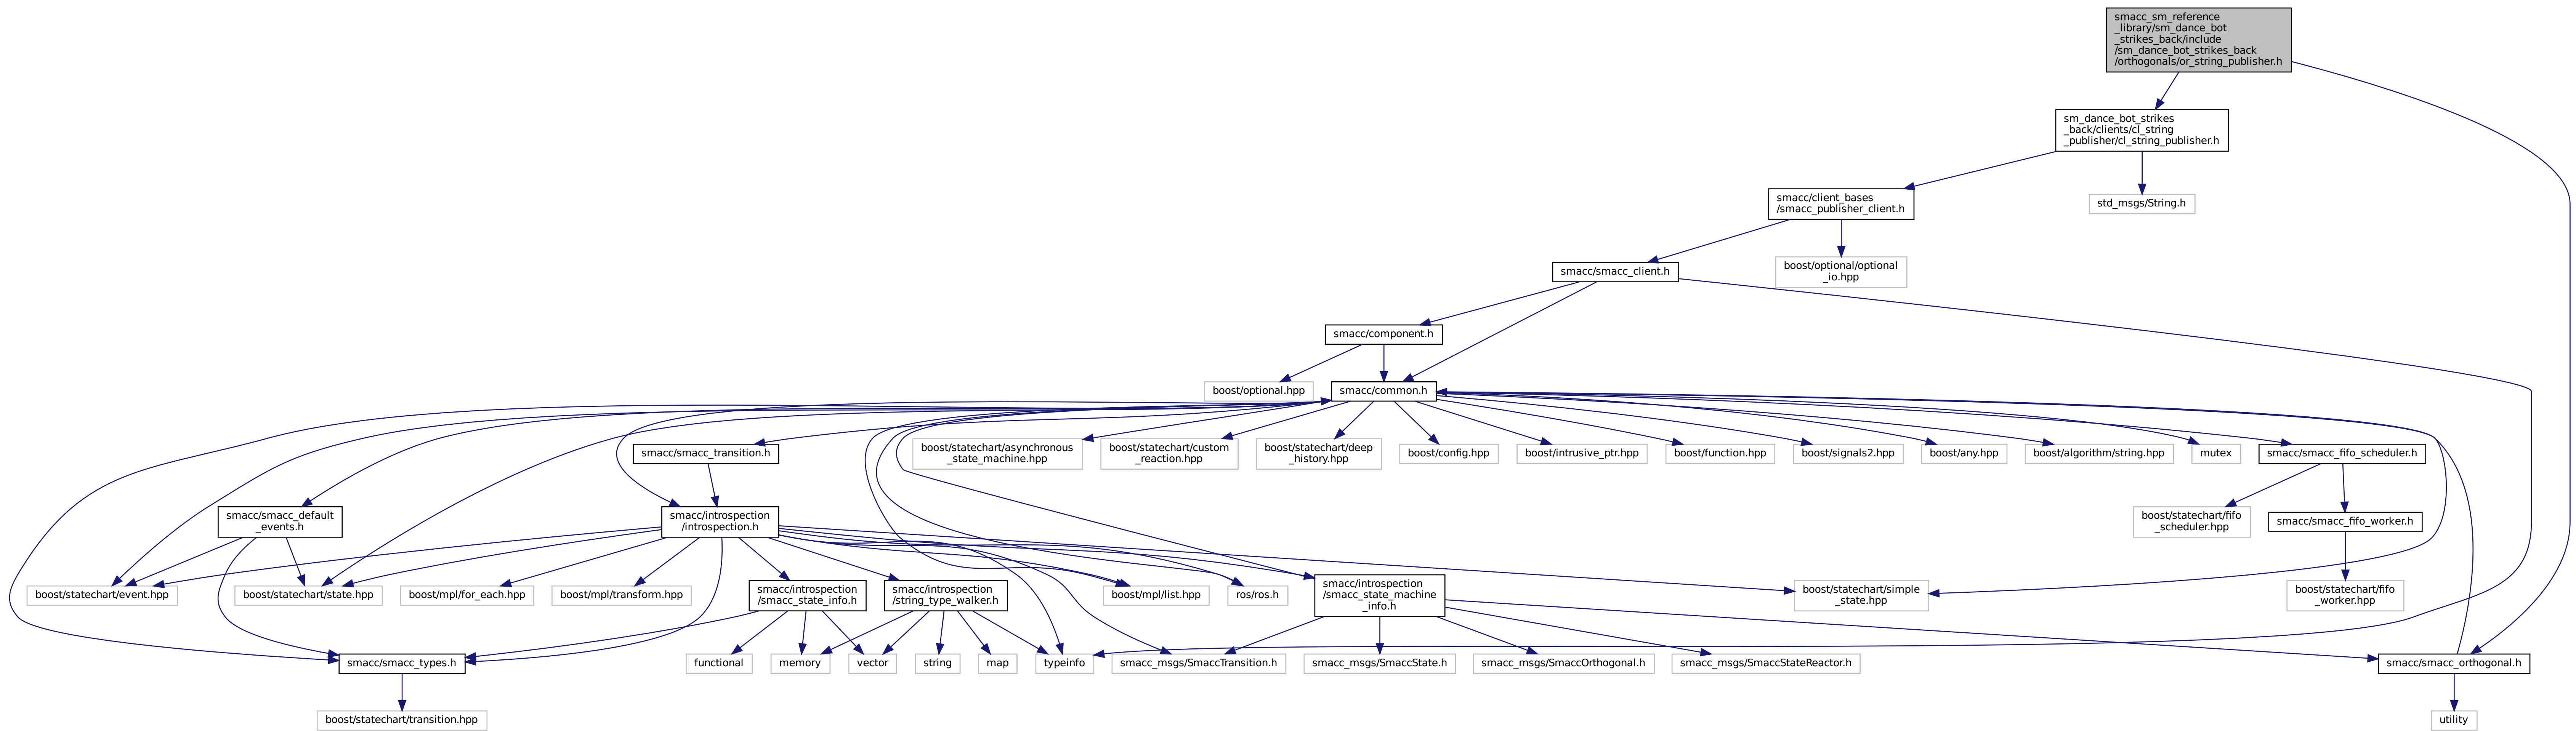 smacc_sm_reference
_library/sm_dance_bot
_strikes_back/include
/sm_dance_bot_strikes_back
/orthogonals/or_string_publisher.h
sm_dance_bot_strikes
_back/clients/cl_string
_publisher/cl_string_publisher.h
smacc/client_bases
/smacc_publisher_client.h
std_msgs/String.h
smacc/smacc_client.h
boost/optional/optional
_io.hpp
smacc/component.h
boost/optional.hpp
smacc/common.h
smacc/smacc_transition.h
boost/statechart/asynchronous
_state_machine.hpp
boost/statechart/custom
_reaction.hpp
boost/statechart/deep
_history.hpp
boost/config.hpp
boost/intrusive_ptr.hpp
boost/function.hpp
boost/signals2.hpp
boost/any.hpp
boost/algorithm/string.hpp
mutex
smacc/smacc_fifo_scheduler.h
smacc/smacc_default
_events.h
smacc/introspection
/introspection.h
boost/statechart/fifo
_scheduler.hpp
smacc/smacc_fifo_worker.h
boost/statechart/event.hpp
boost/statechart/state.hpp
boost/mpl/for_each.hpp
boost/mpl/transform.hpp
smacc/introspection
/smacc_state_info.h
smacc/introspection
/string_type_walker.h
boost/mpl/list.hpp
ros/ros.h
smacc/introspection
/smacc_state_machine
_info.h
boost/statechart/simple
_state.hpp
boost/statechart/fifo
_worker.hpp
smacc/smacc_types.h
functional
memory
vector
string
map
typeinfo
smacc_msgs/SmaccTransition.h
smacc_msgs/SmaccState.h
smacc_msgs/SmaccOrthogonal.h
smacc_msgs/SmaccStateReactor.h
smacc/smacc_orthogonal.h
boost/statechart/transition.hpp
utility